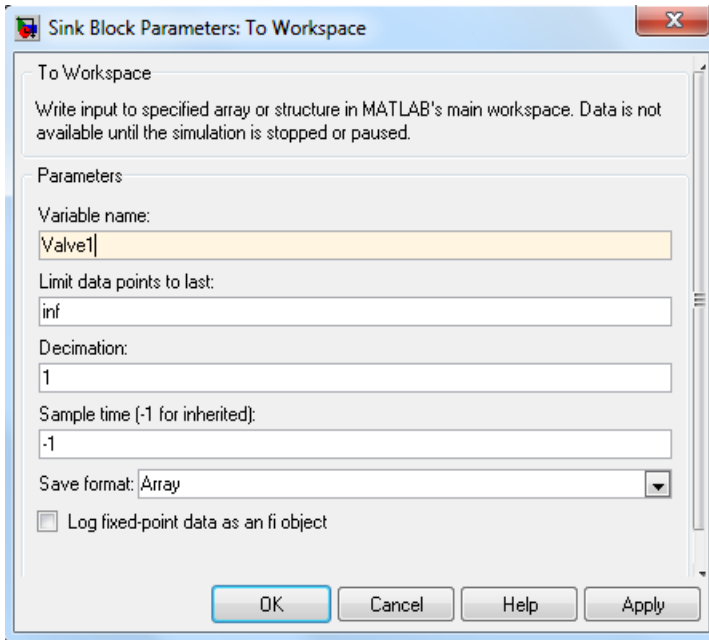 Sink Block Parameters: To Workspace
To Workspace
Write input to specified array or structure in MATLAB's main workspace. Data is not
available until the simulation is stopped or paused.
Parameters
Variable name:
Valve1
Limit data points to last:
inf
Decimation:
1
Sample time (-1 for inherited):
-1
Save format: Array
Log fixed-point data as an fi object
OK Cancel Help Apply